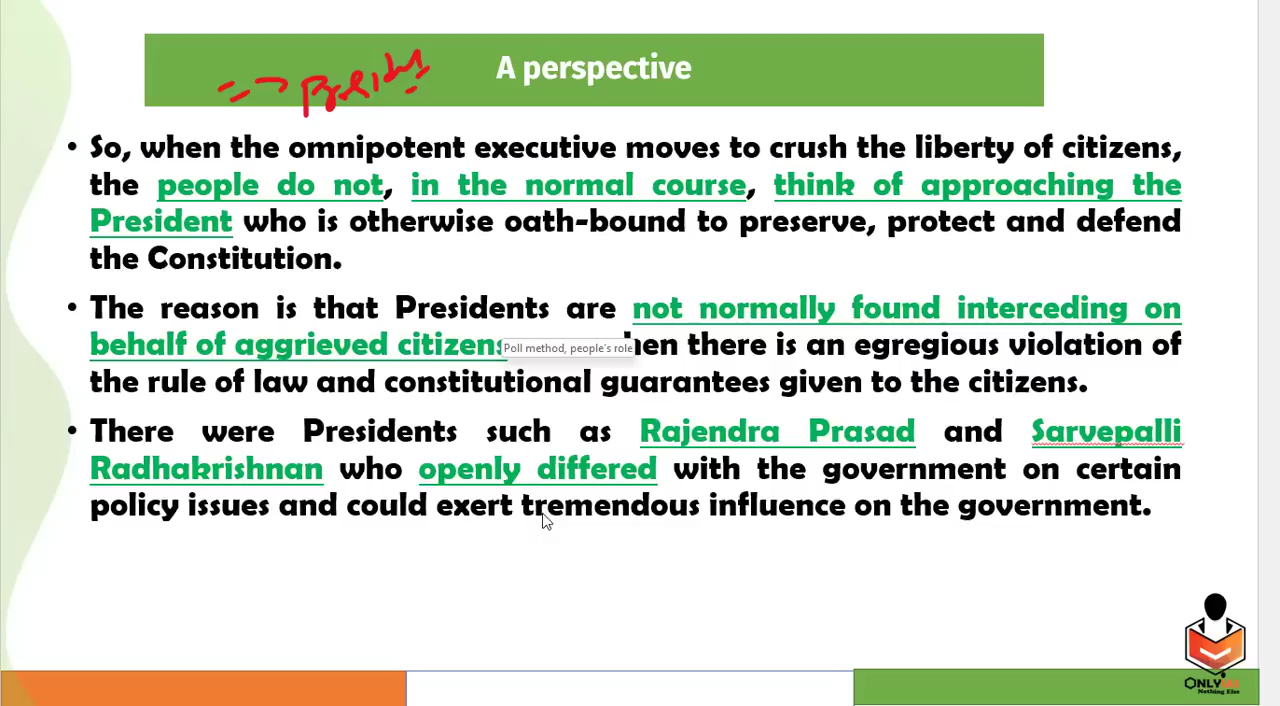 A perspective
• So, when the omnipotent executive moves to crush the liberty of citizens,
the people do not, in the normal course, think of approaching the
President who is otherwise oath-bound to preserve, protect and defend
the Constitution.
• The reason is that Presidents are not normally found interceding on
behalf of aggrieved citizens hen there is an egregious violation of
Poll method, people's role
the rule of law and constitutional guarantees given to the citizens.
• There were Presidents such as Rajendra Prasad and Sarvepalli
Radhakrishnan who openly differed with the government on certain
policy issues and could exert tremendous influence on the government.
Nothing Else